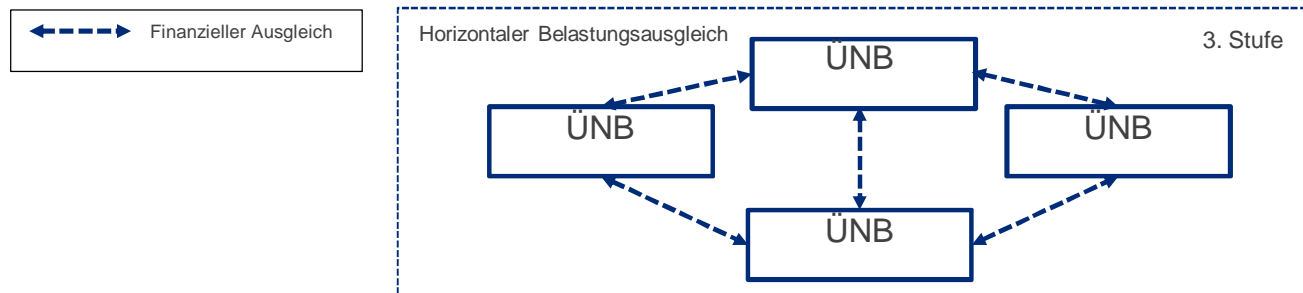 Finanzieller Ausgleich
Horizontaler Belastungsausgleich
3. Stufe
ÜNB
ÜNB
ÜNB
ÜNB